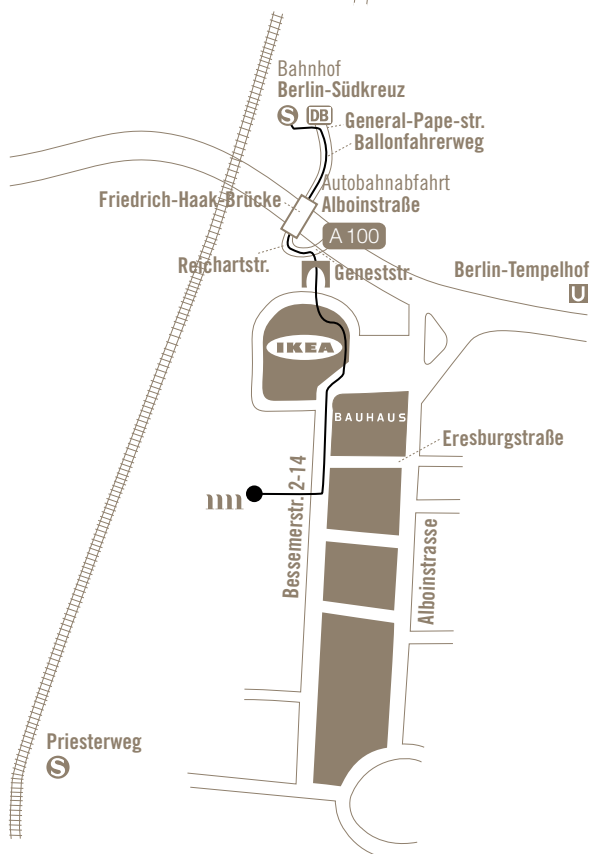 Bahnhof
Berlin-Südkreuz
S DB
General-Pape-str.
Ballonfahrerweg
Autobahnabfahrt
Alboinstraße
Friedrich-Haak-Brücke
A 100
Reichartstr.
Geneststr.
Berlin-Tempelhof
U
IKEA
BAUHAUS
Eresburgstraße
Bessemerstr. 2-14
Alboinstrasse
Priesterweg
S